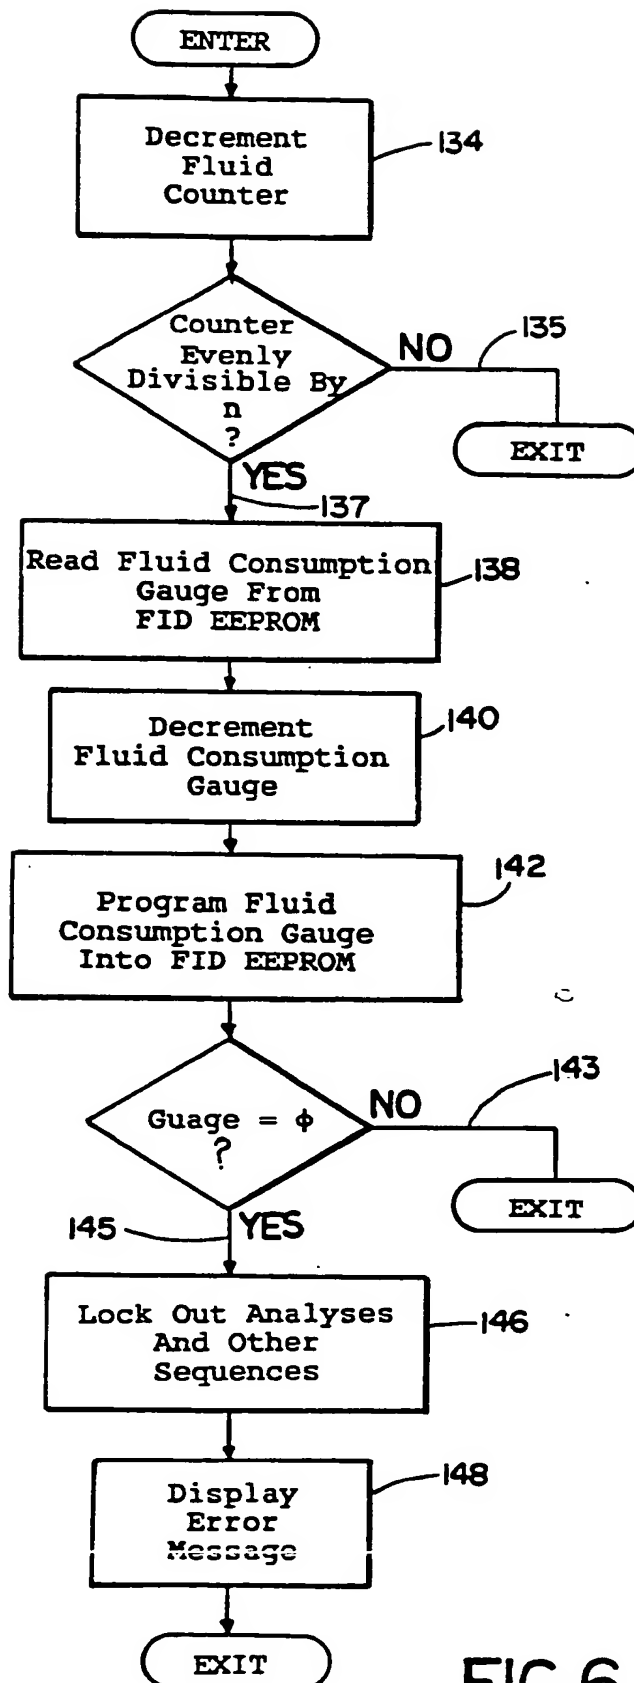 ENTER
Decrement
Fluid
Counter
134
Counter
Evenly
Divisible By
n
?
NO
135
EXIT
YES
137
Read Fluid Consumption
Gauge From
FID EEPROM
138
Decrement
Fluid Consumption
Gauge
140
Program Fluid
Consumption Gauge
Into FID EEPROM
142
Guage = ϕ
?
NO
143
EXIT
145
YES
Lock Out Analyses
And Other
Sequences
146
Display
Error
Message
148
EXIT
FIG.6